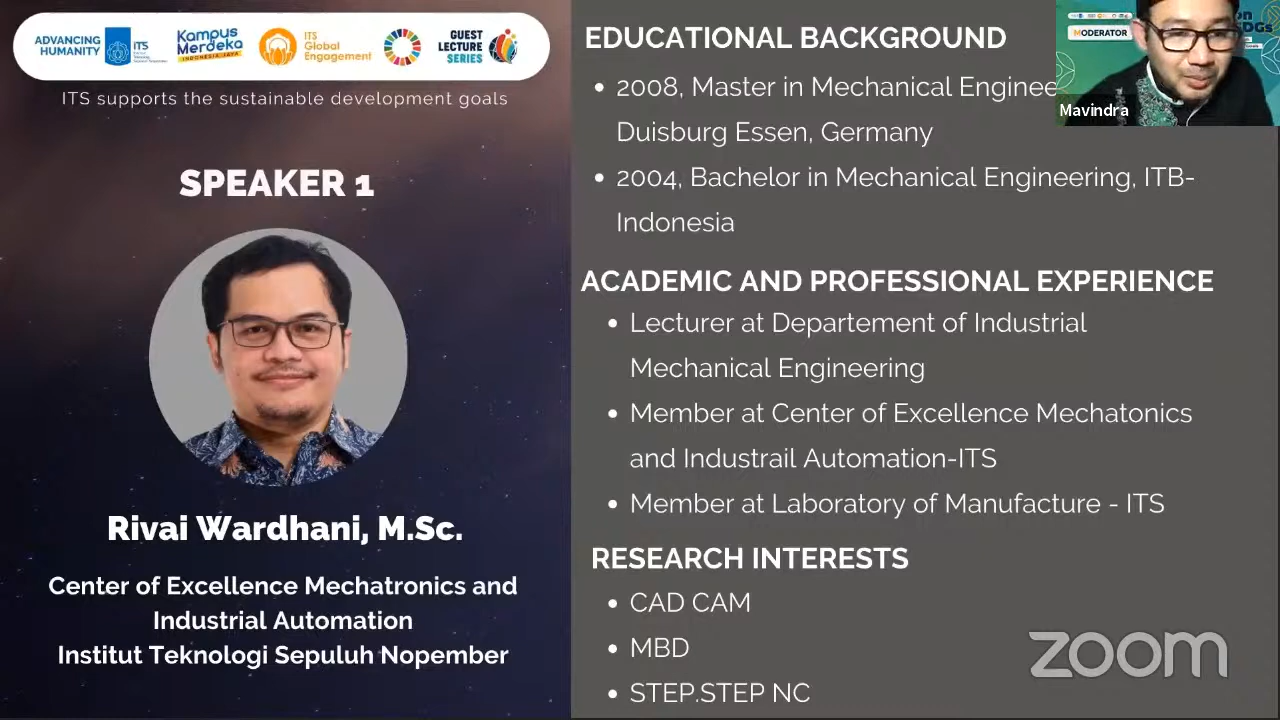 ADVANCING
HUMANITY
ITS
Kampus
Merdeka
INDONESIA JAYA
ITS
Global
Engagement
GUEST
LECTURE
SERIES
ITS supports the sustainable development goals
SPEAKER 1
Rivai Wardhani, M.Sc.
Center of Excellence Mechatronics and
Industrial Automation
Institut Teknologi Sepuluh Nopember
EDUCATIONAL BACKGROUND
2008, Master in Mechanical Enginee
Duisburg Essen, Germany
2004, Bachelor in Mechanical Engineering, ITB-
Indonesia
ACADEMIC AND PROFESSIONAL EXPERIENCE
Lecturer at Departement of Industrial
Mechanical Engineering
Member at Center of Excellence Mechatonics
and Industrail Automation-ITS
Member at Laboratory of Manufacture - ITS
RESEARCH INTERESTS
CAD CAM
MBD
STEP.STEP NC
MODERATOR
Mavindra
zoom